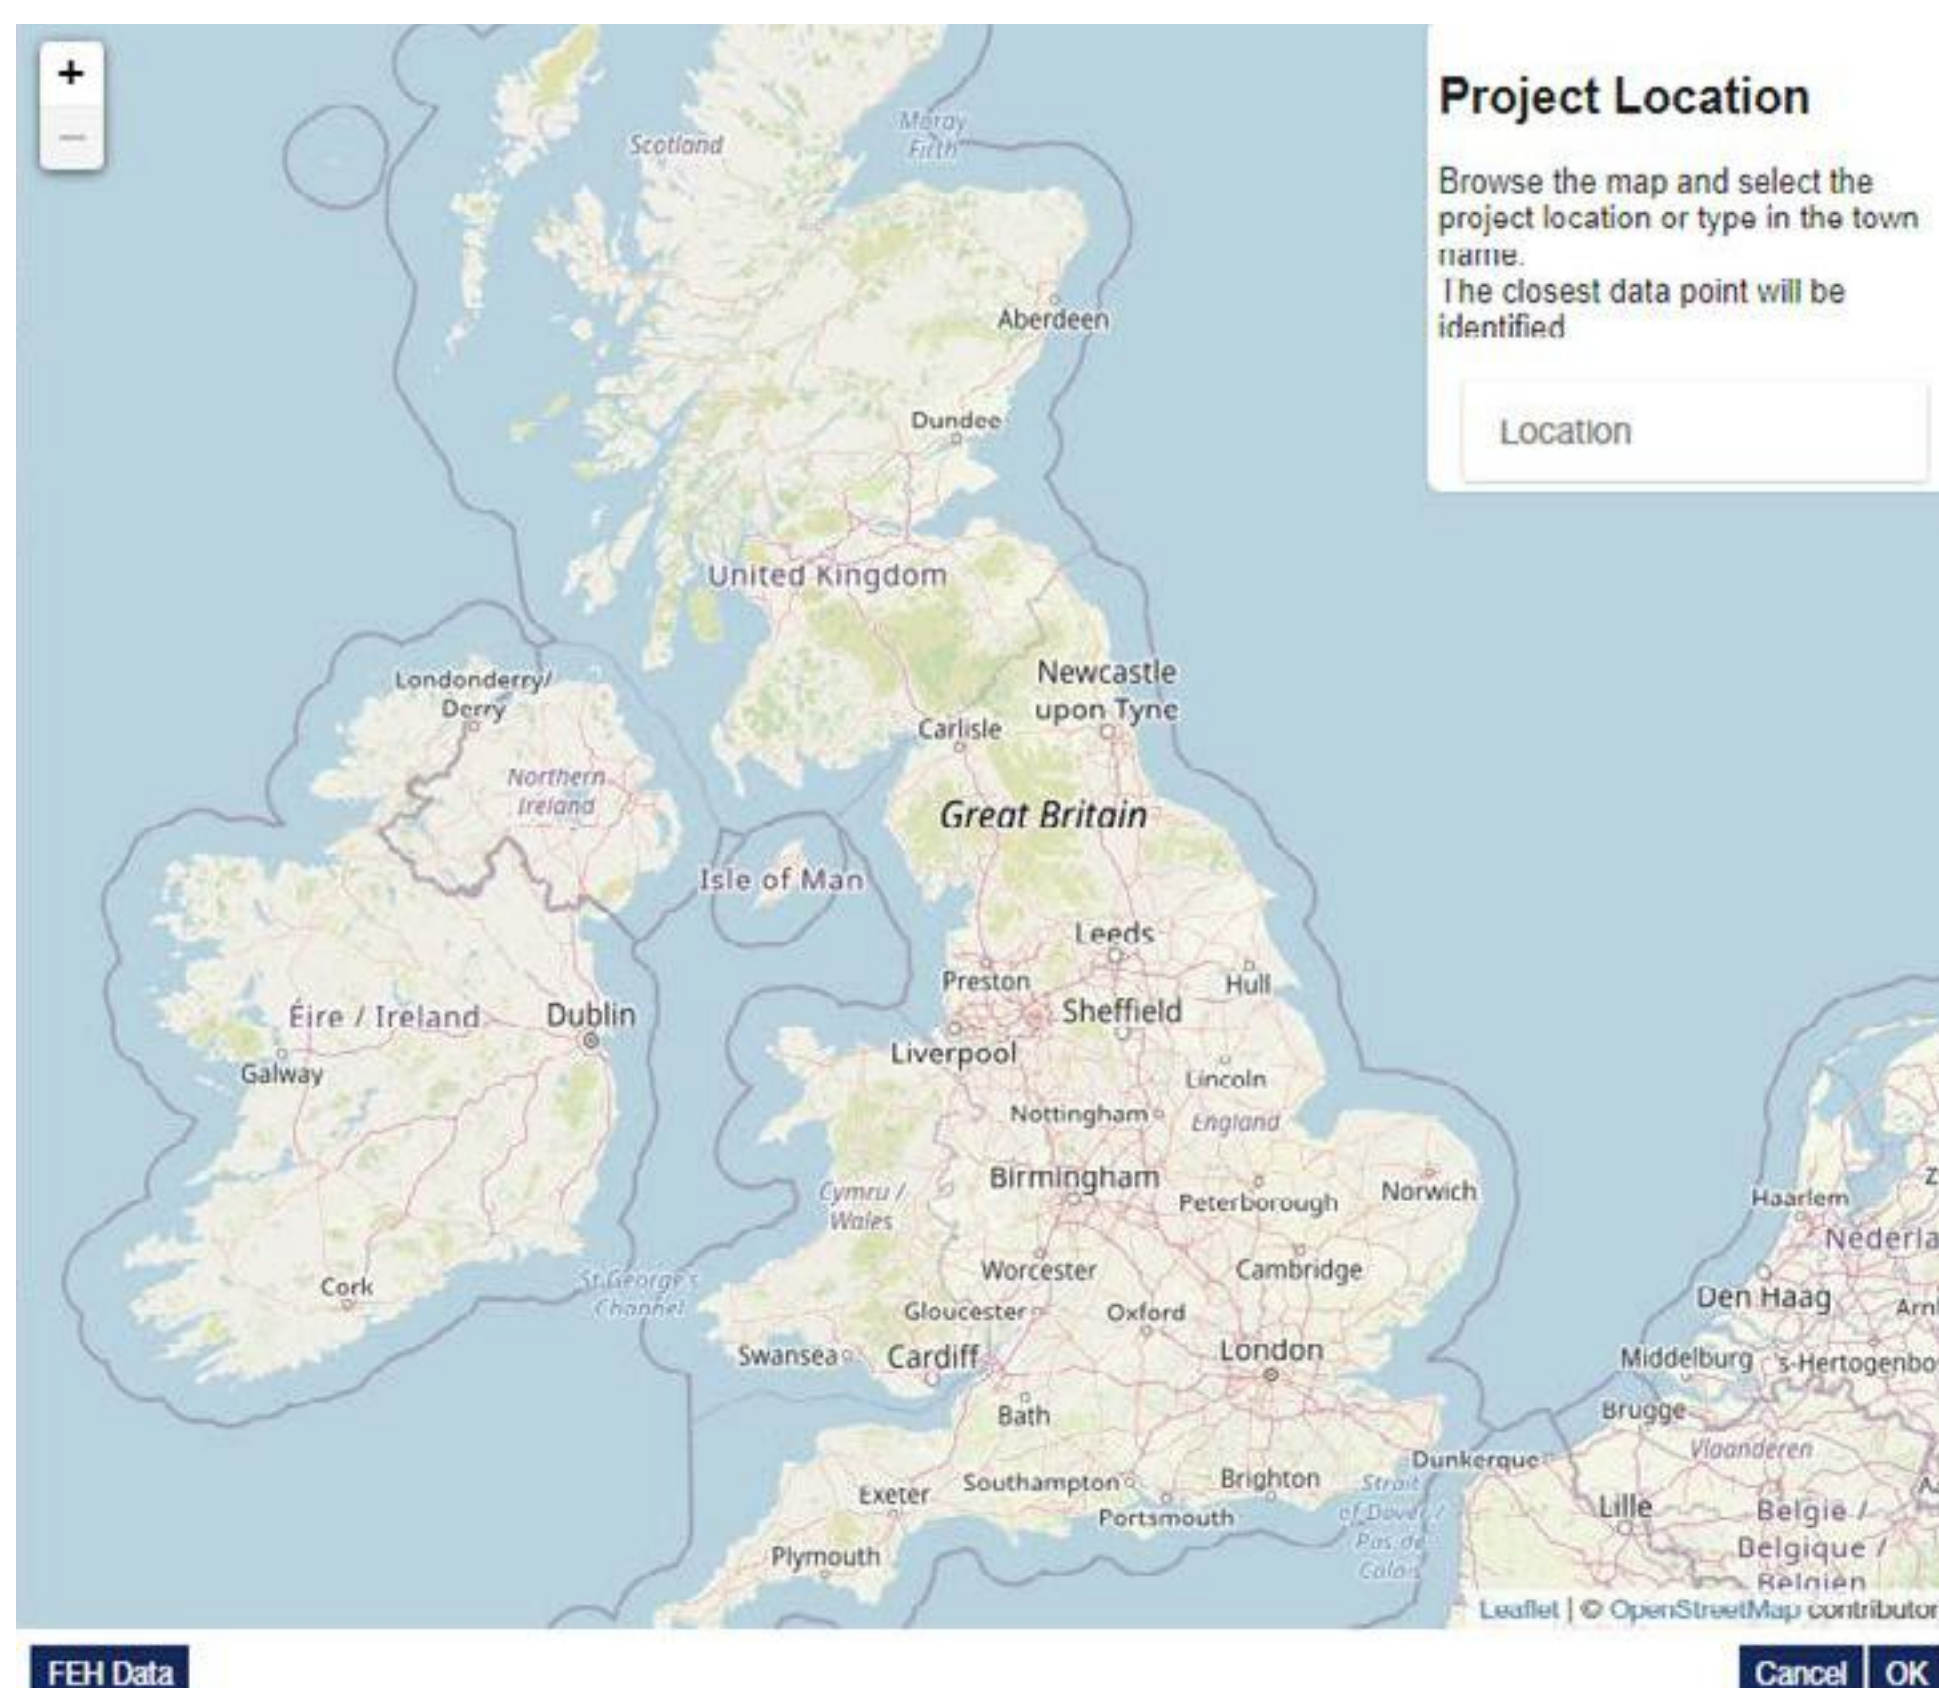 +
−
Project Location
Browse the map and select the
project location or type in the town
name.
The closest data point will be
identified
Location
Scotland
Moray
Firth
Aberdeen
Dundee
United Kingdom
Londonderry/
Derry
Newcastle
upon Tyne
Carlisle
Northern
Ireland
Great Britain
Isle of Man
Leeds
Preston
Hull
Éire / Ireland
Dublin
Sheffield
Liverpool
Galway
Lincoln
Nottingham
England
Birmingham
Cymru /
Wales
Peterborough
Norwich
Haarlem
Nederla
Worcester
Cambridge
Cork
St George's
Channel
Gloucester
Oxford
Den Haag
Arn
Swansea
Cardiff
London
Middelburg
's-Hertogenbo
Bath
Brugge
Vlaanderen
Dunkerque
Exeter
Southampton
Brighton
Strait
of Dover /
Pas de
Calais
Portsmouth
Lille
België /
Belgique /
Belgien
Plymouth
Leaflet | © OpenStreetMap contributor
FEH Data
Cancel
OK